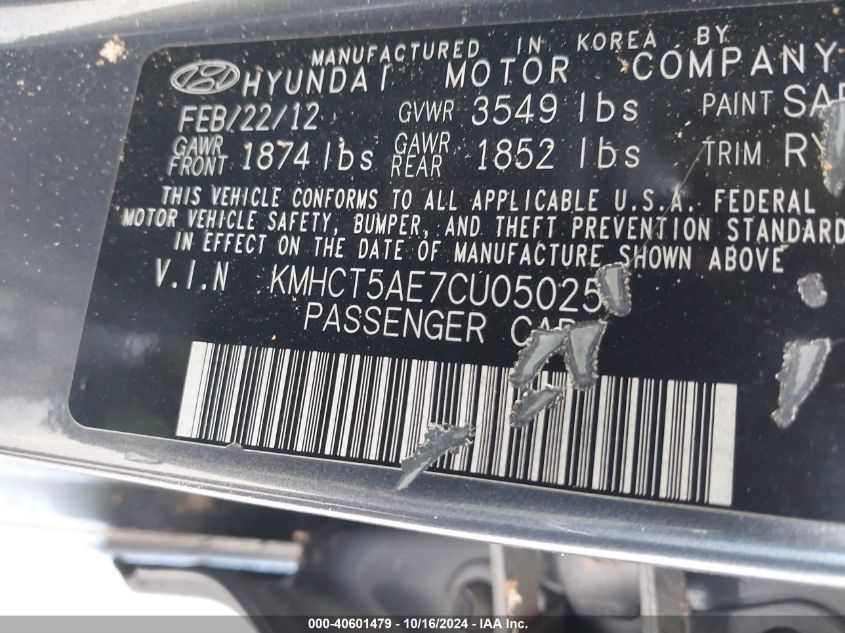 MANUFACTURED IN KOREA BY
HYUNDAI MOTOR COMPANY
FEB/22/12 GVWR 3549 lbs PAINT
GAWR FRONT 1874 lbs GAWR REAR 1852 lbs TRIM
THIS VEHICLE CONFORMS TO ALL APPLICABLE U.S.A. FEDERAL
MOTOR VEHICLE SAFETY, BUMPER, AND THEFT PREVENTION STANDARD
IN EFFECT ON THE DATE OF MANUFACTURE SHOWN ABOVE
V.I.N
PASSENGER
000-40601479 - 10/16/2024 - IAA Inc.